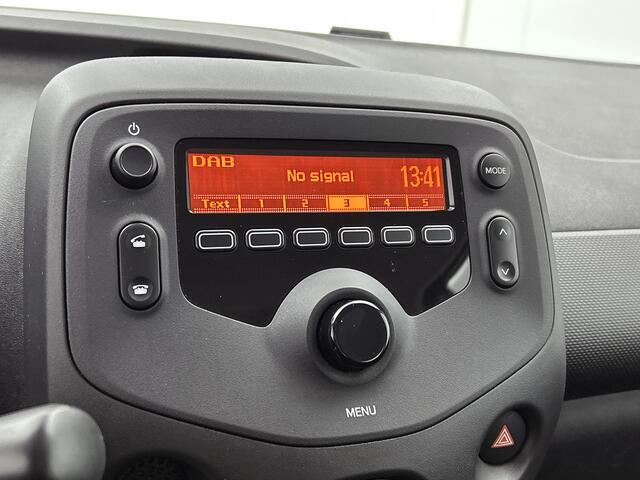 DAB
No signal
13:41
MODE
Text 1 2 3 4 5
MENU